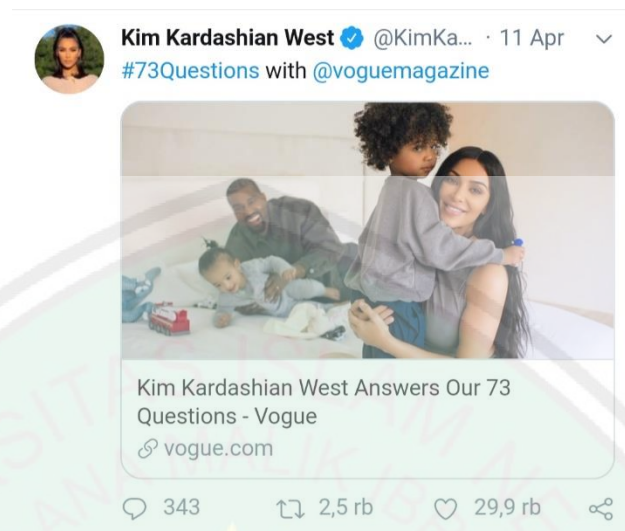 Kim Kardashian West @KimKa... · 11 Apr
#73Questions with @voguemagazine
Kim Kardashian West Answers Our 73
Questions - Vogue
vogue.com
343 2,5 rb 29,9 rb